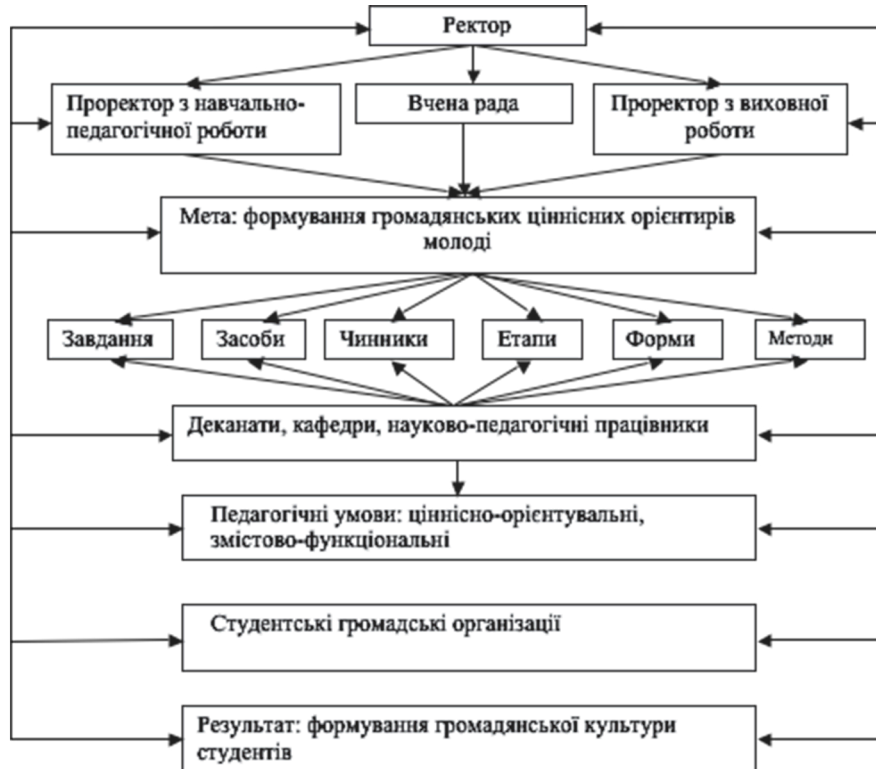 Ректор
Проректор з навчально-
педагогічної роботи
Вчена рада
Проректор з виховної
роботи
Мета: формування громадянських ціннісних орієнтирів
молоді
Завдання
Засоби
Чинники
Етапи
Форми
Методи
Деканати, кафедри, науково-педагогічні працівники
Педагогічні умови: ціннісно-орієнтувальні,
змістово-функціональні
Студентські громадські організації
Результат: формування громадянської культури
студентів